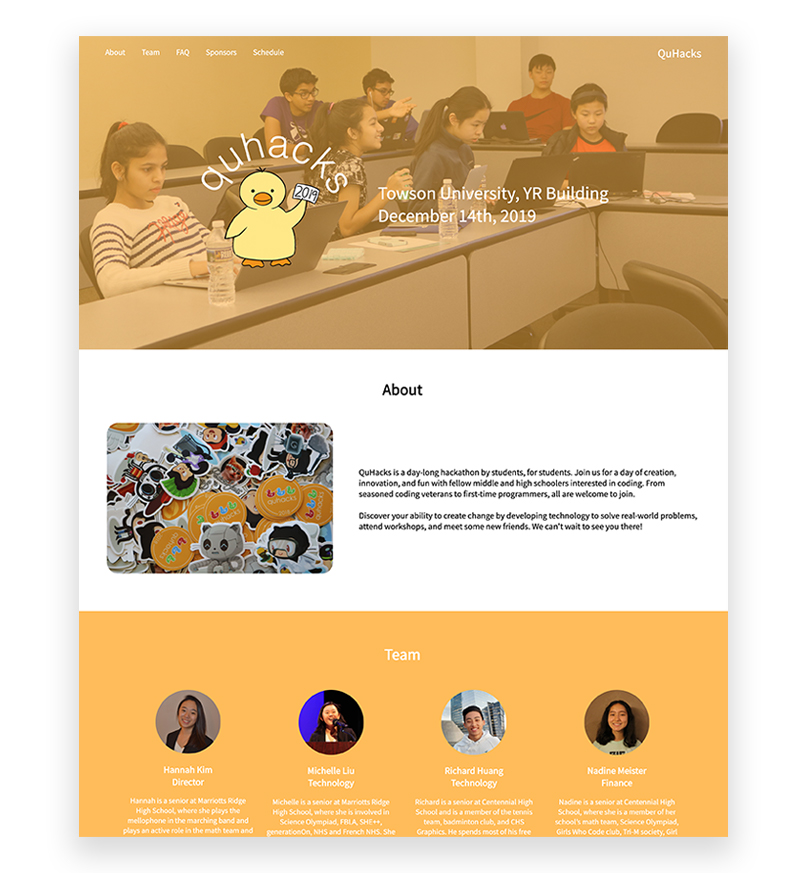 About Team FAQ Sponsors Schedule QuHacks
quhacks
2019
Towson University, YR Building
December 14th, 2019
About
QuHacks is a day-long hackathon by students, for students. Join us for a day of creation,
innovation, and fun with fellow middle and high schoolers interested in coding. From
seasoned coding veterans to first-time programmers, all are welcome to join.
Discover your ability to create change by developing technology to solve real-world problems,
attend workshops, and meet some new friends. We can't wait to see you there!
quhacks
Team
Hannah Kim
Director
Hannah is a senior at Marriotts Ridge
High School, where she plays the
mellophone in the marching band and
plays an active role in the math team and
Michelle Liu
Technology
Michelle is a senior at Marriotts Ridge
High School, where she is involved in
Science Olympiad, FBLA, SHE++,
generationOn, NHS and French NHS. She
Richard Huang
Technology
Richard is a senior at Centennial High
School and is a member of the tennis
team, badminton club, and CHS
Graphics. He spends most of his free
Nadine Meister
Finance
Nadine is a senior at Centennial High
School, where she is a member of her
school's math team, Science Olympiad,
Girls Who Code club, Tri-M society, Girl